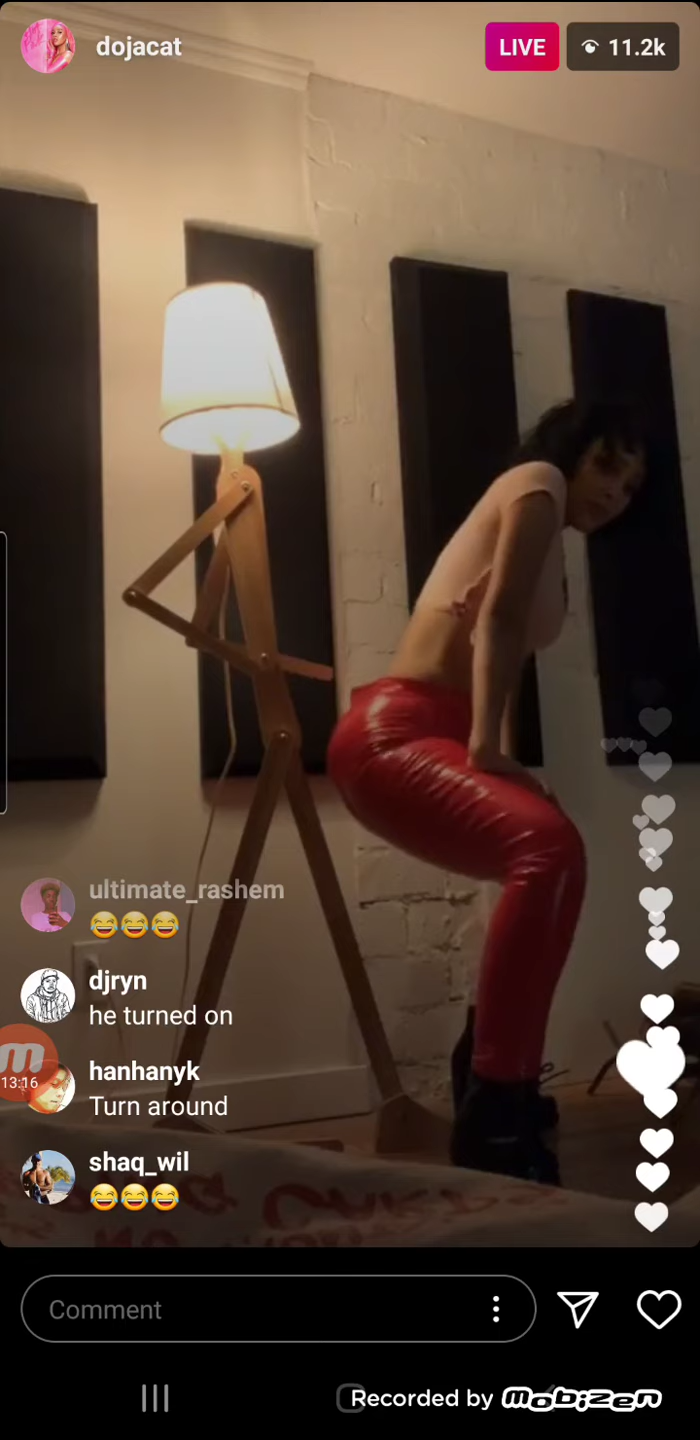 dojacat
LIVE
11.2k
ultimate_rashem
😂😂😂
djryn
he turned on
13:16
hanhanyk
Turn around
shaq_wil
😂😂😂
Comment
Recorded by mobizen